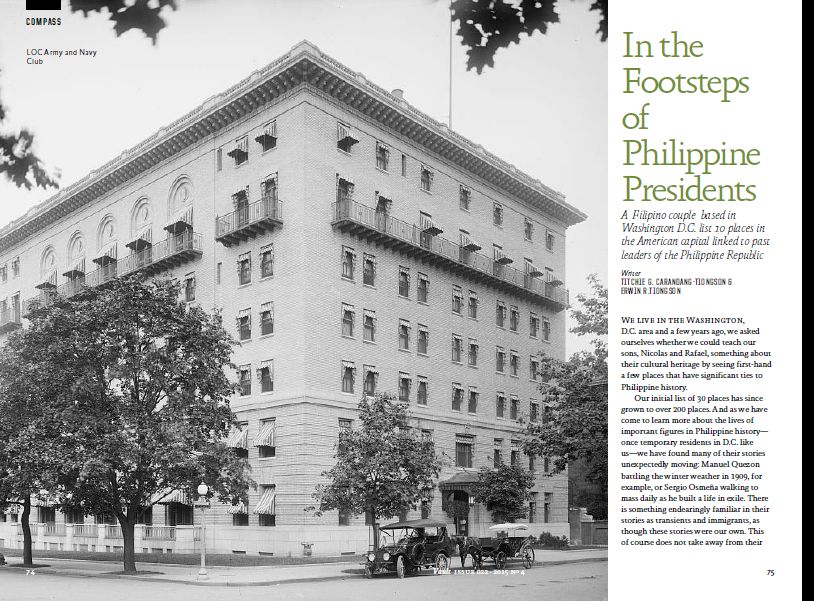 COMPASS
LOC Army and Navy
Club
In the
Footsteps
of
Philippine
Presidents
A Filipino couple based in
Washington D.C. list 10 places in
the American capital linked to past
leaders of the Philippine Republic
Writer
TITCHIE G. CARANDANG-TIONGSON &
ERWIN R.TIONGSON
WE LIVE IN THE WASHINGTON,
D.C. area and a few years ago, we asked
ourselves whether we could teach our
sons, Nicolas and Rafael, something about
their cultural heritage by seeing first-hand
a few places that have significant ties to
Philippine history.
Our initial list of 30 places has since
grown to over 200 places. And as we have
come to learn more about the lives of
important figures in Philippine history—
once temporary residents in D.C. like
us—we have found many of their stories
unexpectedly moving: Manuel Quezon
battling the winter weather in 1909, for
example, or Sergio Osmeña walking to
mass daily as he built a life in exile. There
is something endearingly familiar in their
stories as transients and immigrants, as
though these stories were our own. This
of course does not take away from their
74
Vault ISSUE 022 · 2015 nº4
75